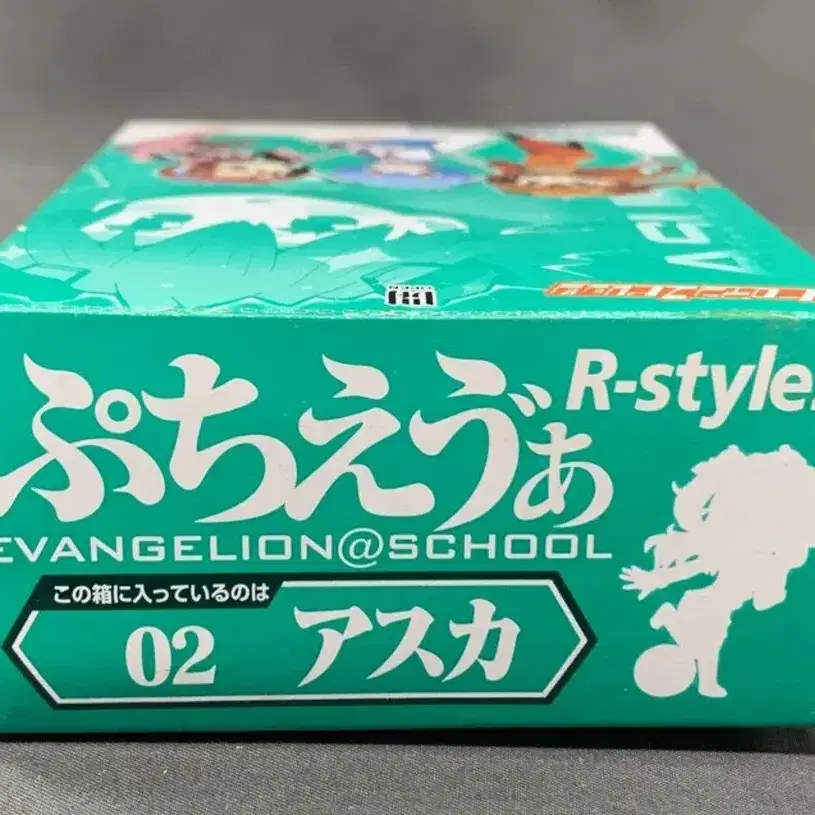 OPEN
ぷちえゔぁ
R-style
EVANGELION@SCHOOL
この箱に入っているのは
02 アスカ